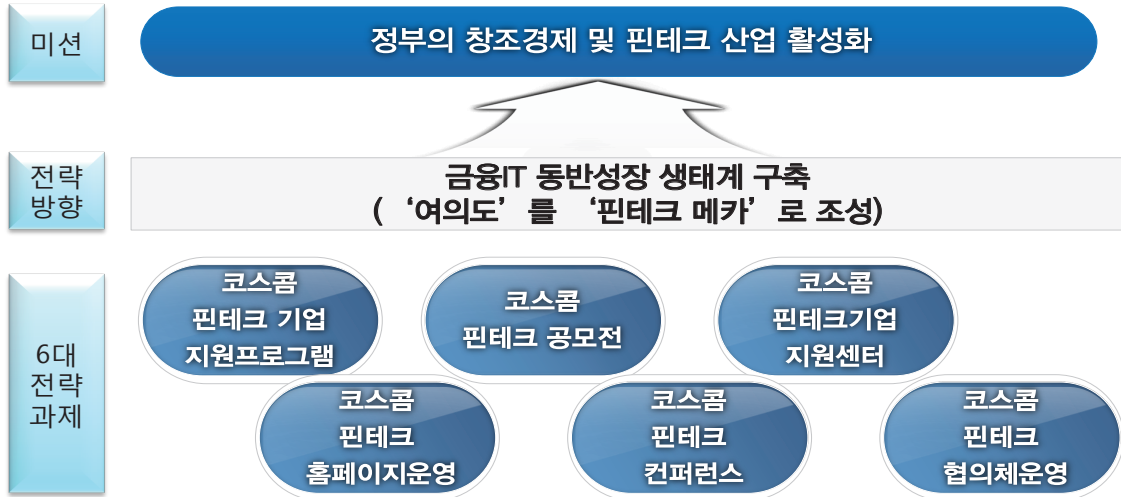 미션
정부의 창조경제 및 핀테크 산업 활성화
전략
방향
금융IT 동반성장 생태계 구축
( ‘여의도’ 를 ‘핀테크 메카’ 로 조성)
6대
전략
과제
코스콤
핀테크 기업
지원프로그램
코스콤
핀테크 공모전
코스콤
핀테크기업
지원센터
코스콤
핀테크
홈페이지운영
코스콤
핀테크
컨퍼런스
코스콤
핀테크
협의체운영